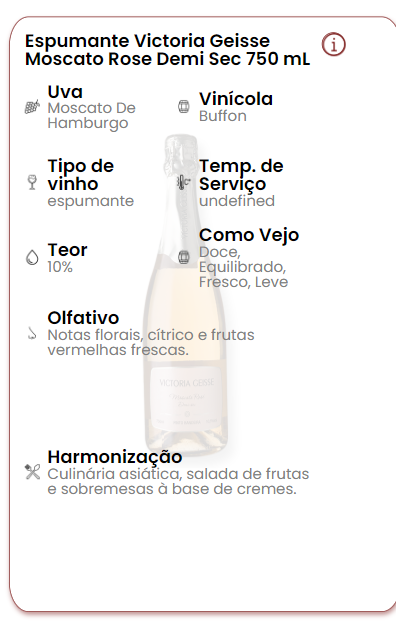 Espumante Victoria Geisse
Moscato Rose Demi Sec 750 mL
Uva
Moscato De
Hamburgo
Vinícola
Buffon
Tipo de
vinho
espumante
Temp. de
Serviço
undefined
Teor
10%
Como Vejo
Doce,
Equilibrado,
Fresco, Leve
Olfativo
Notas florais, cítrico e frutas
vermelhas frescas.
VICTORIA GEISSE
Harmonização
Culinária asiática, salada de frutas
e sobremesas à base de cremes.